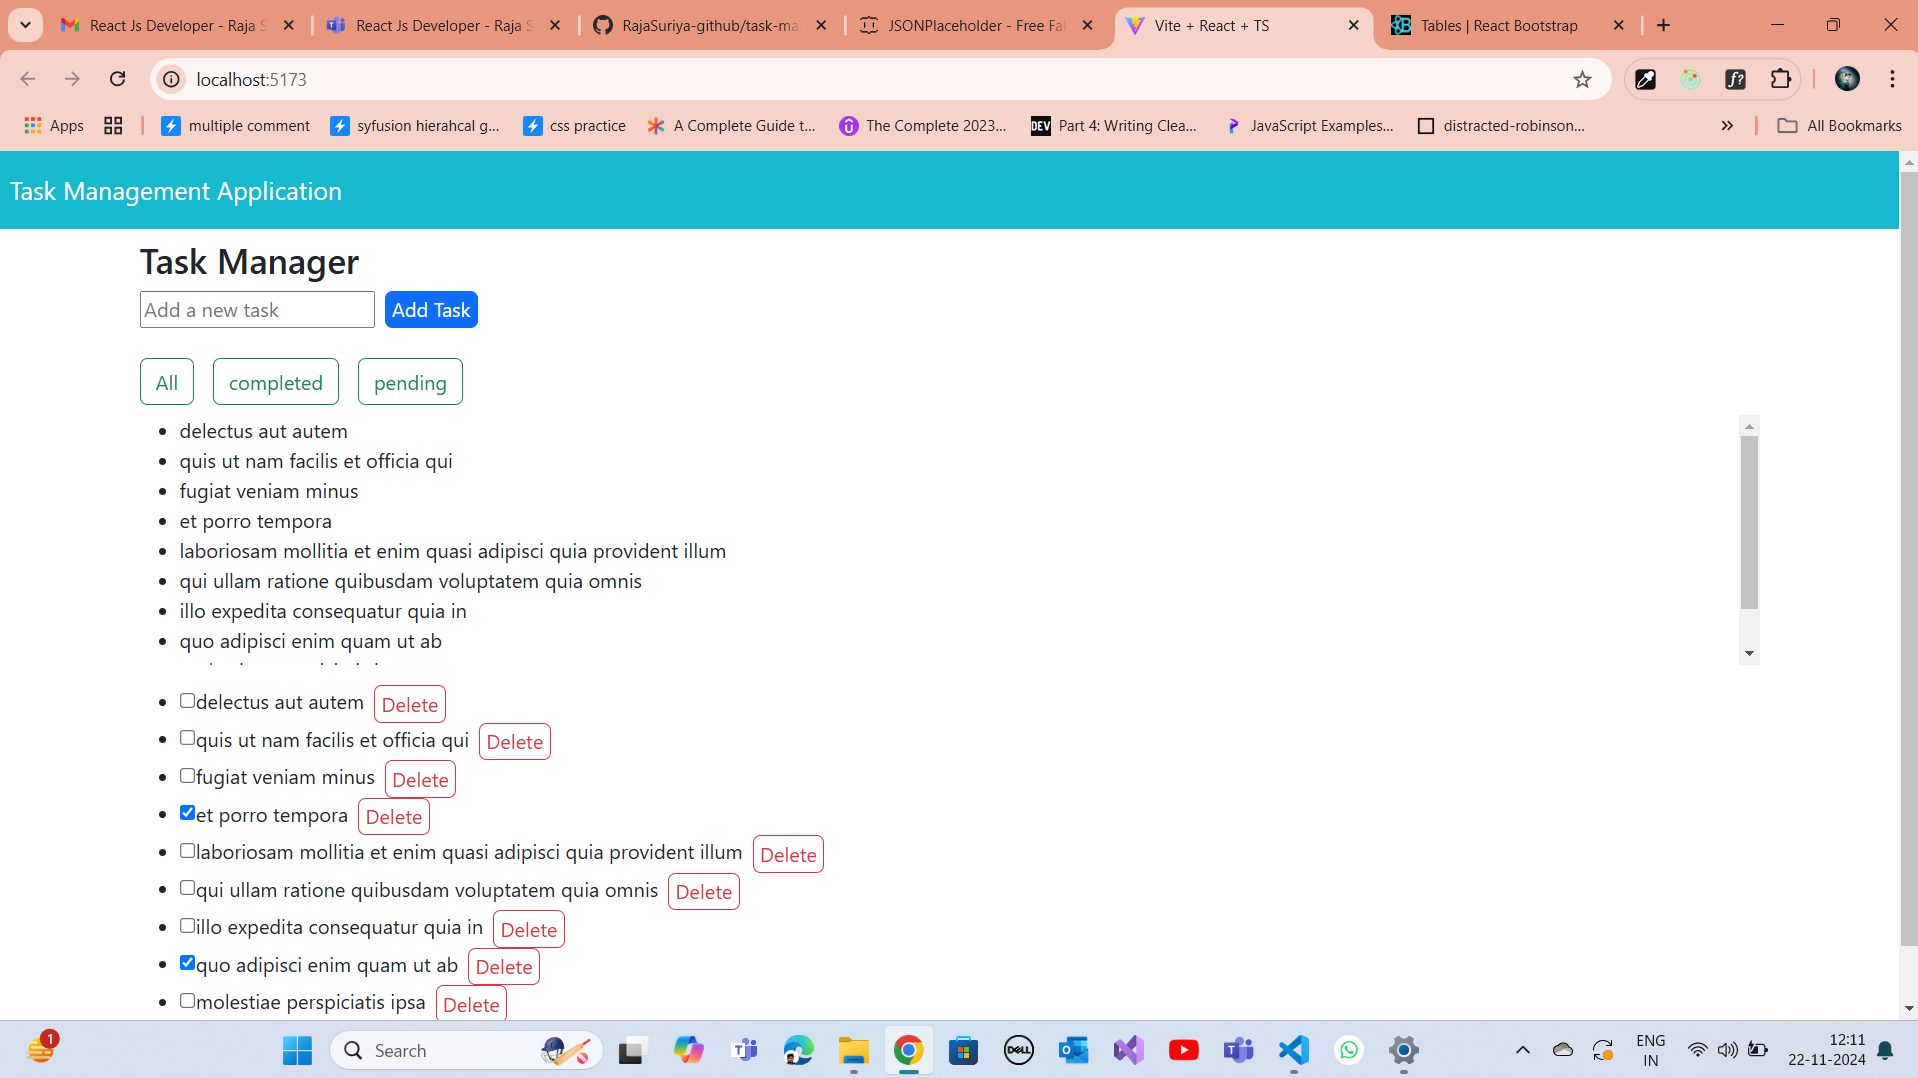 React Js Developer - Raja S
React Js Developer - Raja S
RajaSuriya-github/task-ma
JSONPlaceholder - Free Fa
Vite + React + TS
Tables | React Bootstrap
localhost:5173
f?
Apps
multiple comment
syfusion hierahcal g...
css practice
A Complete Guide t...
The Complete 2023...
DEV
Part 4: Writing Clea...
JavaScript Examples...
distracted-robinson...
All Bookmarks
Task Management Application
Task Manager
Add a new task
Add Task
All
completed
pending
delectus aut autem
quis ut nam facilis et officia qui
fugiat veniam minus
et porro tempora
laboriosam mollitia et enim quasi adipisci quia provident illum
qui ullam ratione quibusdam voluptatem quia omnis
illo expedita consequatur quia in
quo adipisci enim quam ut ab
delectus aut autem Delete
quis ut nam facilis et officia qui Delete
fugiat veniam minus Delete
et porro tempora Delete
laboriosam mollitia et enim quasi adipisci quia provident illum Delete
qui ullam ratione quibusdam voluptatem quia omnis Delete
illo expedita consequatur quia in Delete
quo adipisci enim quam ut ab Delete
molestiae perspiciatis ipsa Delete
1
Search
DELL
ENG
IN
12:11
22-11-2024